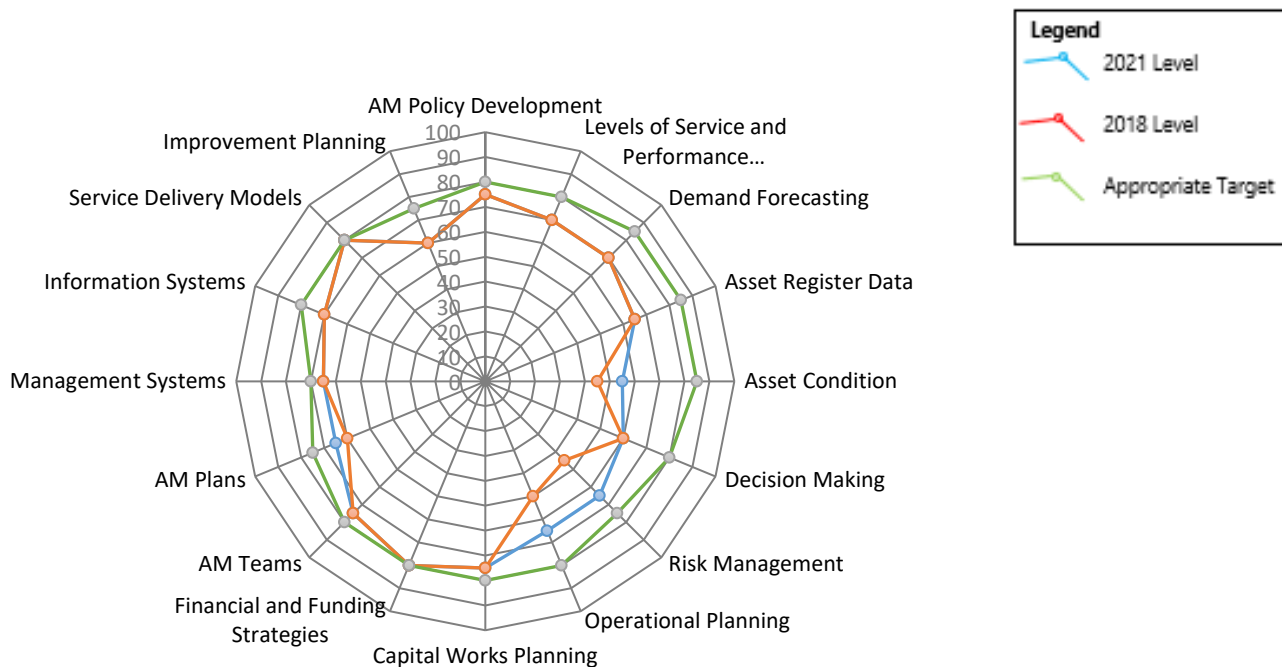 AM Policy Development
Levels of Service and
Performance...
Demand Forecasting
Asset Register Data
Asset Condition
Decision Making
Risk Management
Operational Planning
Capital Works Planning
Financial and Funding
Strategies
AM Teams
AM Plans
Management Systems
Information Systems
Service Delivery Models
Improvement Planning
100
90
80
70
60
50
40
30
20
10
0
Legend
2021 Level
2018 Level
Appropriate Target